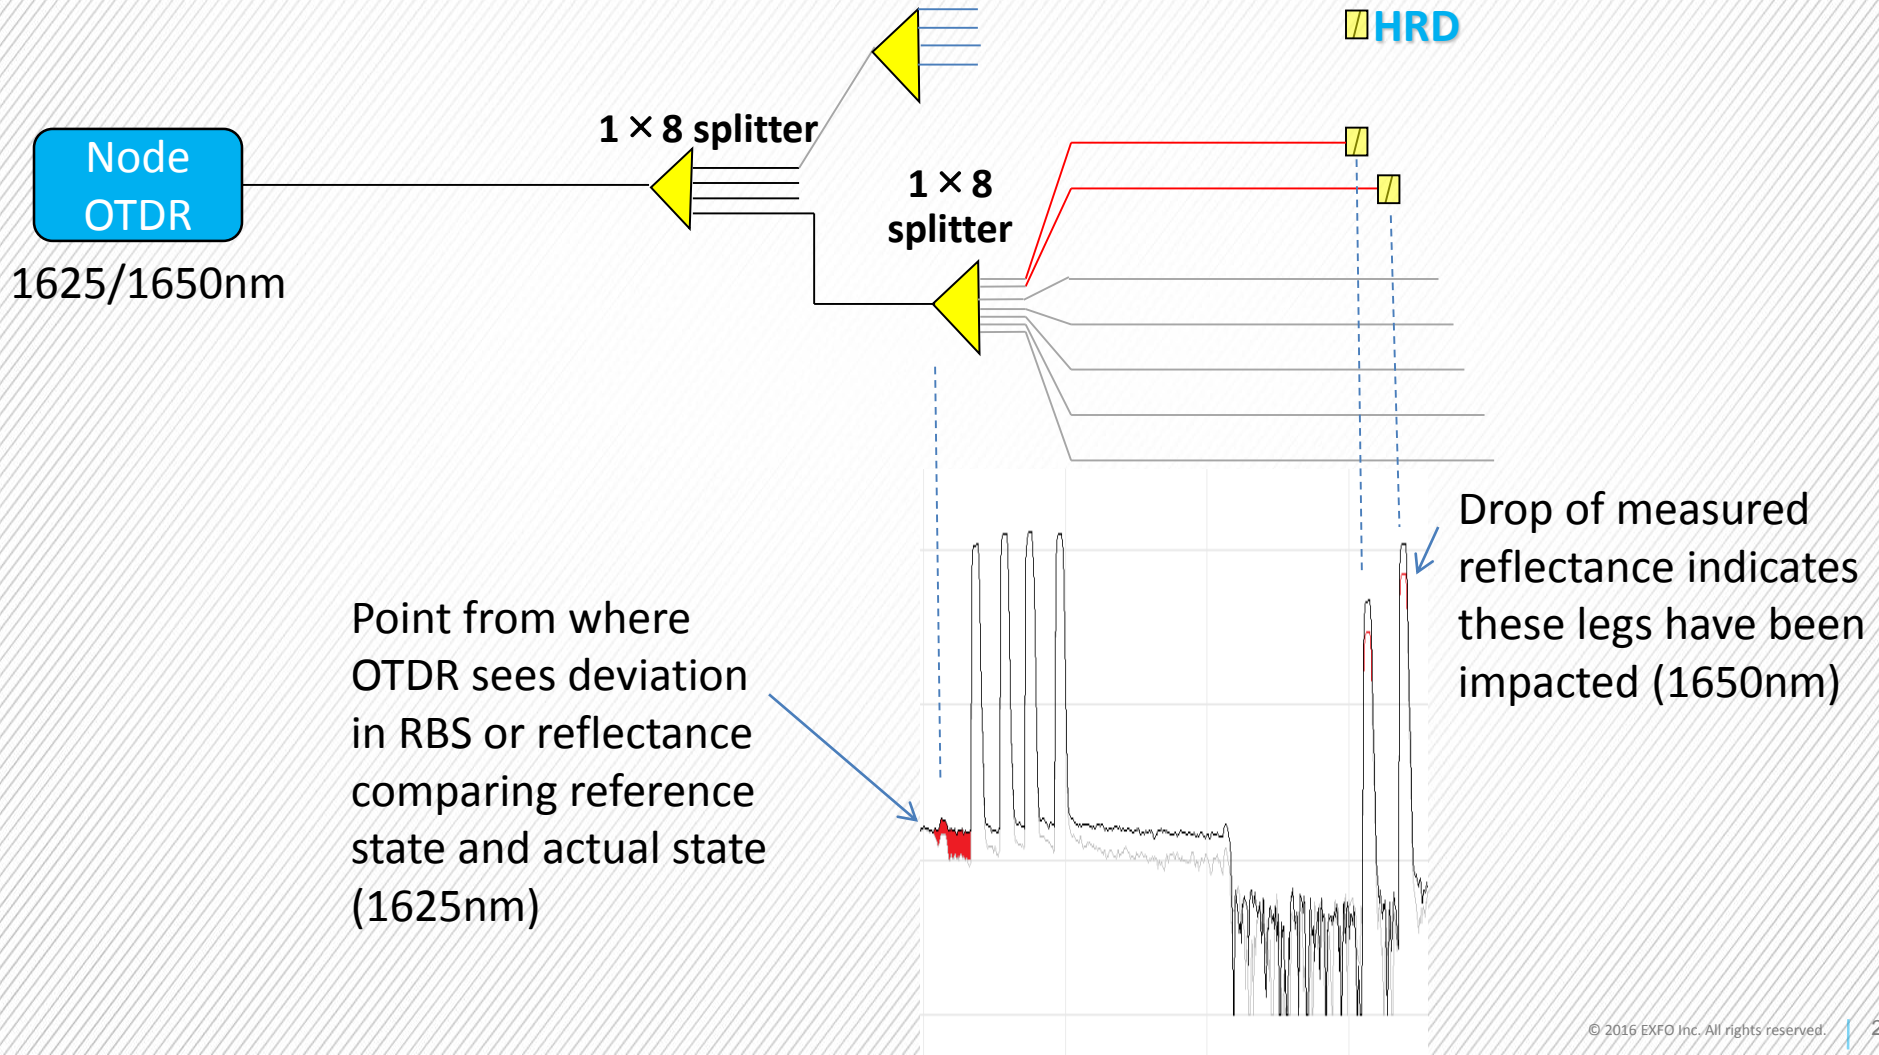 HRD
1 × 8 splitter
Node
OTDR
1625/1650nm
1 × 8
splitter
Drop of measured
reflectance indicates
these legs have been
impacted (1650nm)
Point from where
OTDR sees deviation
in RBS or reflectance
comparing reference
state and actual state
(1625nm)
© 2016 EXFO Inc. All rights reserved.